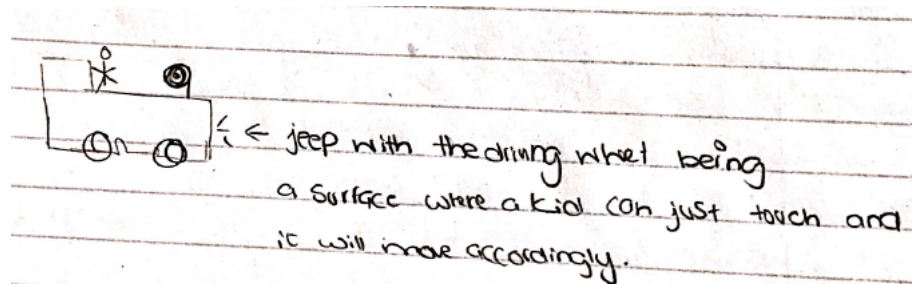 ← jeep with the driving wheel being
a surface where a kid can just touch and
it will move accordingly.